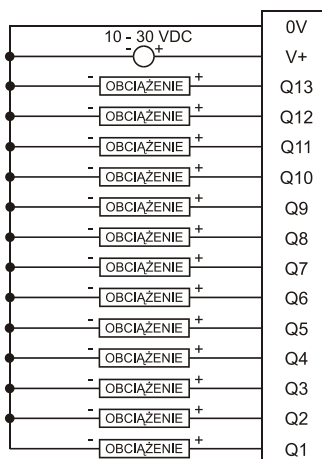 0V
10 - 30 VDC
- + V+
- OBCIĄŻENIE + Q13
- OBCIĄŻENIE + Q12
- OBCIĄŻENIE + Q11
- OBCIĄŻENIE + Q10
- OBCIĄŻENIE + Q9
- OBCIĄŻENIE + Q8
- OBCIĄŻENIE + Q7
- OBCIĄŻENIE + Q6
- OBCIĄŻENIE + Q5
- OBCIĄŻENIE + Q4
- OBCIĄŻENIE + Q3
- OBCIĄŻENIE + Q2
- OBCIĄŻENIE + Q1